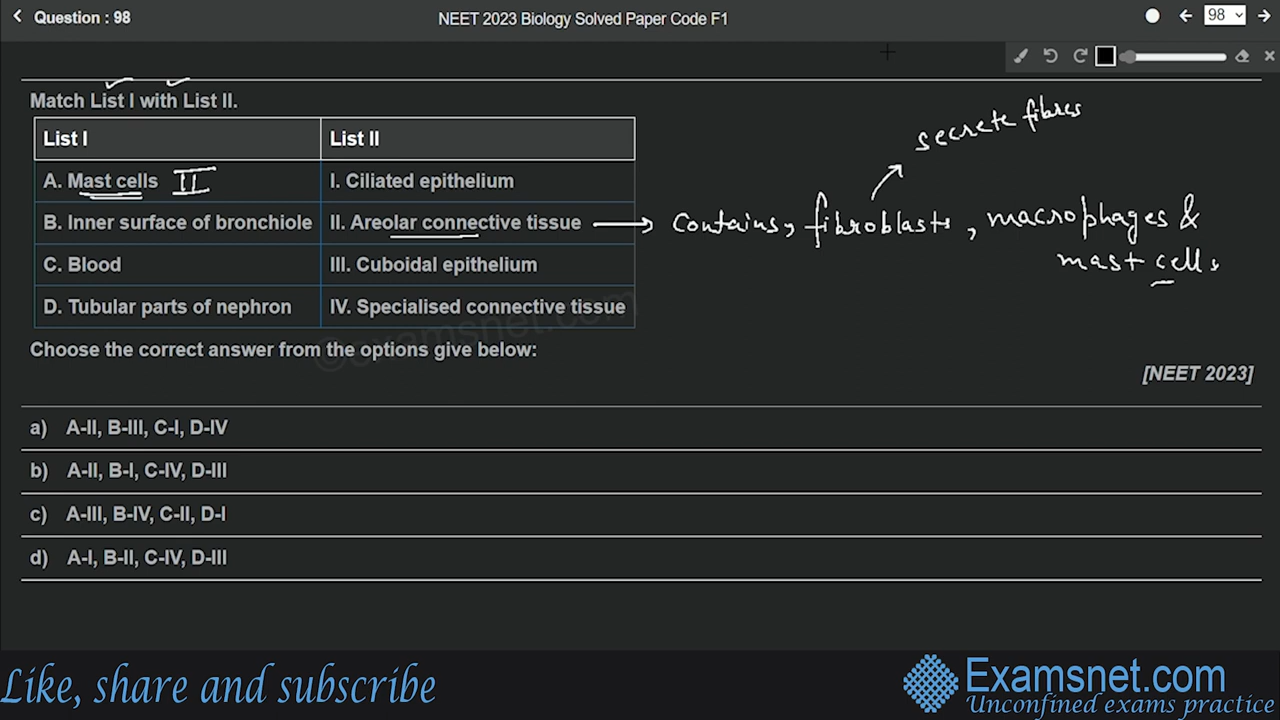 Question : 98
NEET 2023 Biology Solved Paper Code F1
98
Match List I with List II.
List I
List II
A. Mast cells II
I. Ciliated epithelium
B. Inner surface of bronchiole
II. Areolar connective tissue
C. Blood
III. Cuboidal epithelium
D. Tubular parts of nephron
IV. Specialised connective tissue
secrete fibres
Contains, fibroblasts, macrophages &
mast cells
©examsnet.com
Choose the correct answer from the options give below:
[NEET 2023]
a) A-II, B-III, C-I, D-IV
b) A-II, B-I, C-IV, D-III
c) A-III, B-IV, C-II, D-I
d) A-I, B-II, C-IV, D-III
Like, share and subscribe
Examsnet.com
Unconfined exams practice